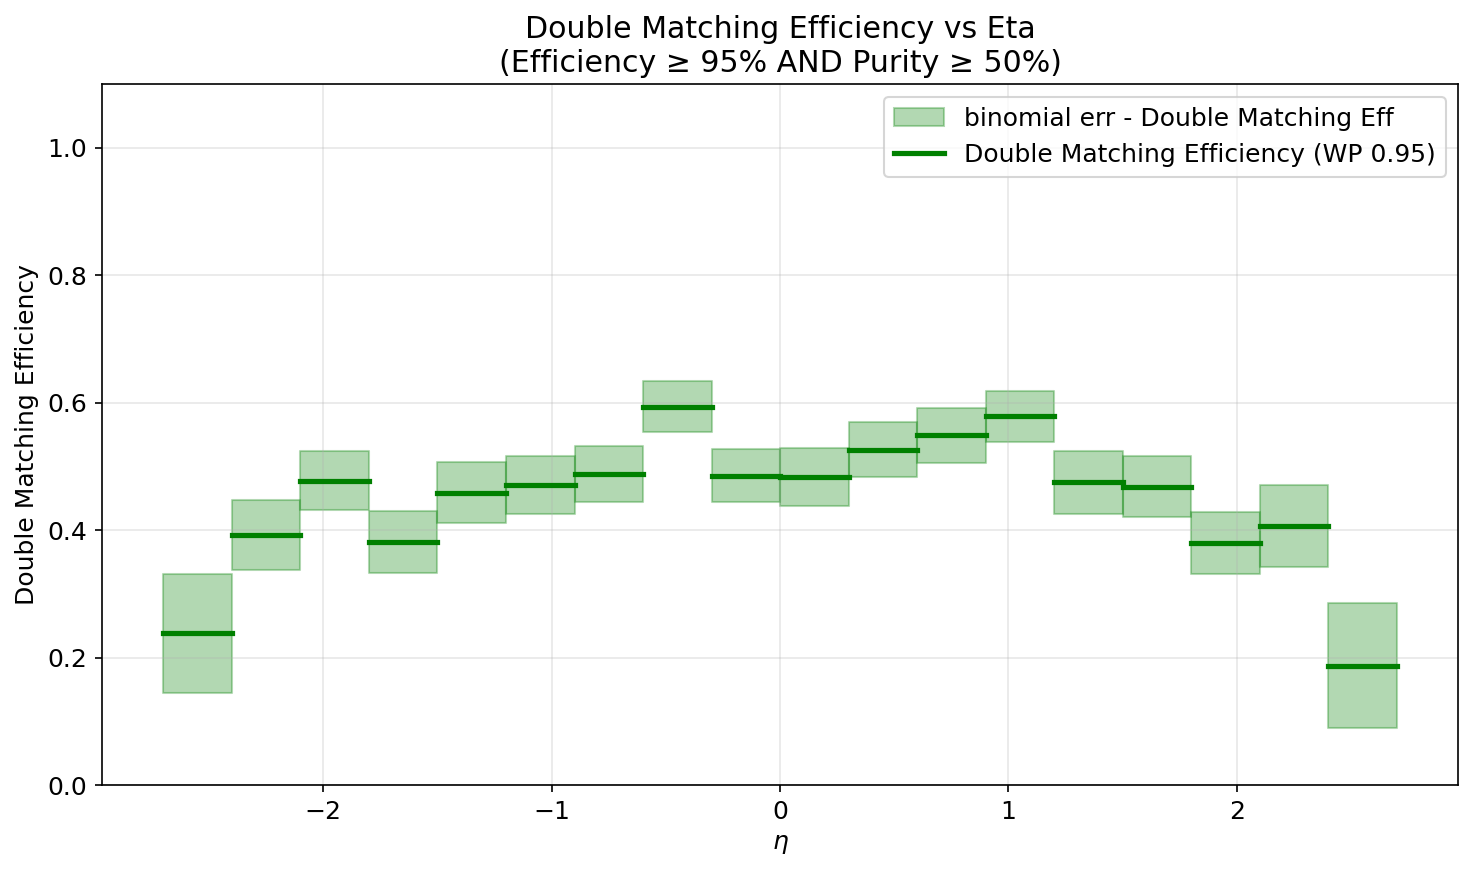 Double Matching Efficiency vs Eta
(Efficiency ≥ 95% AND Purity ≥ 50%)
binomial err - Double Matching Eff
Double Matching Efficiency (WP 0.95)
Double Matching Efficiency
1.0
0.8
0.6
0.4
0.2
0.0
−2
−1
0
1
2
η